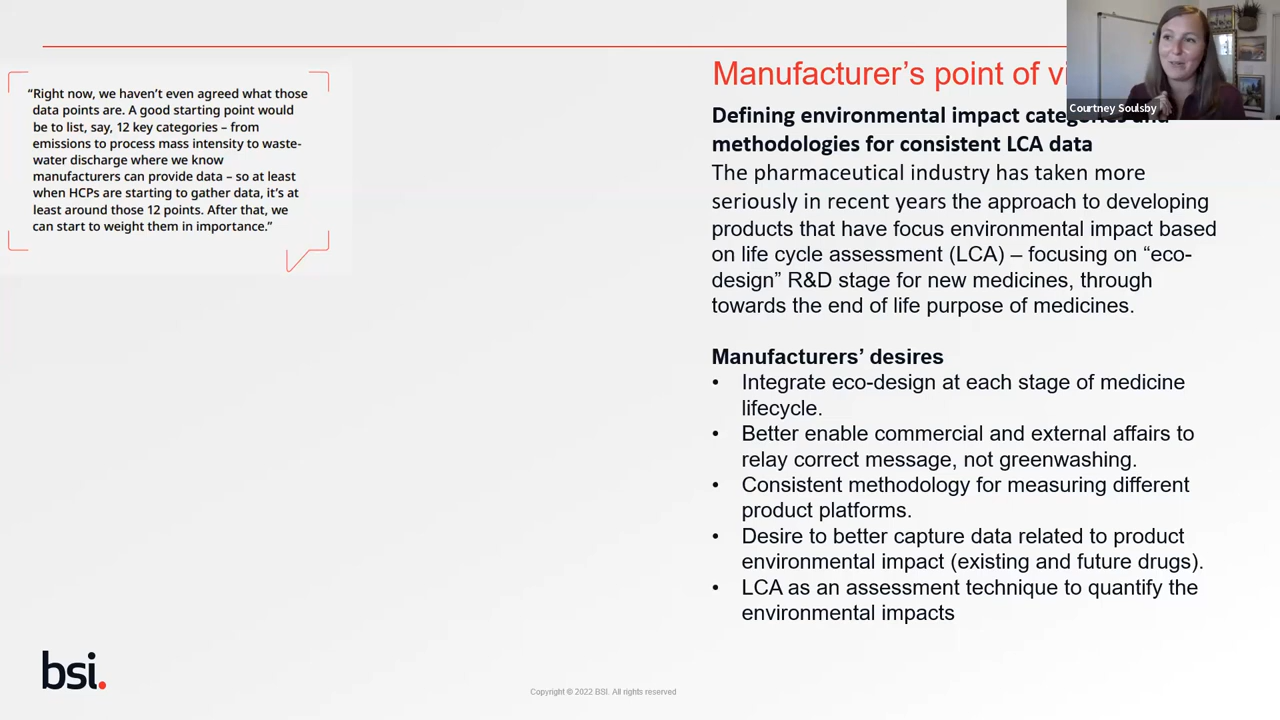 Manufacturer's point of
Courtney Soulsby
"Right now, we haven't even agreed what those
data points are. A good starting point would
be to list, say, 12 key categories – from
emissions to process mass intensity to waste-
water discharge where we know
manufacturers can provide data – so at least
when HCPs are starting to gather data, it's at
least around those 12 points. After that, we
can start to weight them in importance."
Defining environmental impact categories and
methodologies for consistent LCA data
The pharmaceutical industry has taken more
seriously in recent years the approach to developing
products that have focus environmental impact based
on life cycle assessment (LCA) – focusing on "eco-
design" R&D stage for new medicines, through
towards the end of life purpose of medicines.
Manufacturers' desires
• Integrate eco-design at each stage of medicine
lifecycle.
• Better enable commercial and external affairs to
relay correct message, not greenwashing.
• Consistent methodology for measuring different
product platforms.
• Desire to better capture data related to product
environmental impact (existing and future drugs).
• LCA as an assessment technique to quantify the
environmental impacts
bsi.
Copyright © 2022 BSI. All rights reserved